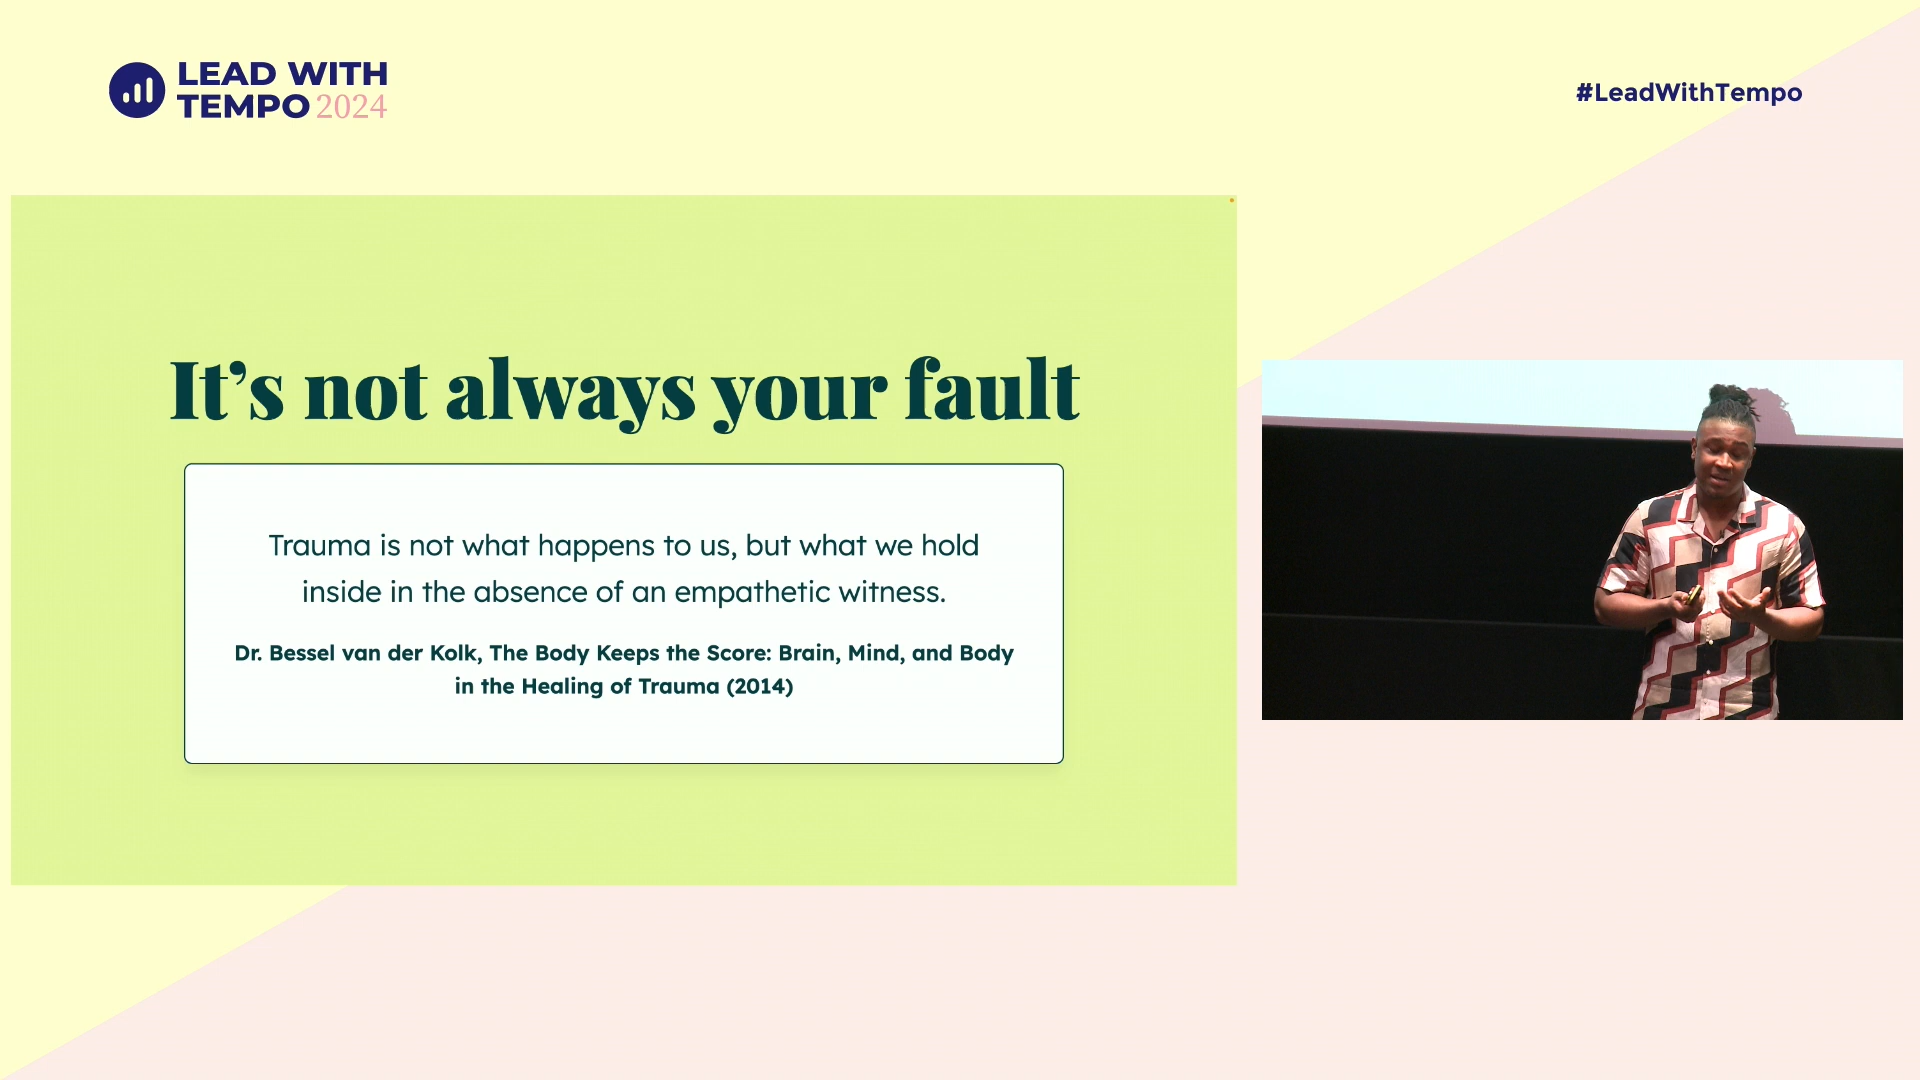 LEAD WITH
TEMPO 2024
#LeadWithTempo
It’s not always your fault
Trauma is not what happens to us, but what we hold
inside in the absence of an empathetic witness.
Dr. Bessel van der Kolk, The Body Keeps the Score: Brain, Mind, and Body
in the Healing of Trauma (2014)